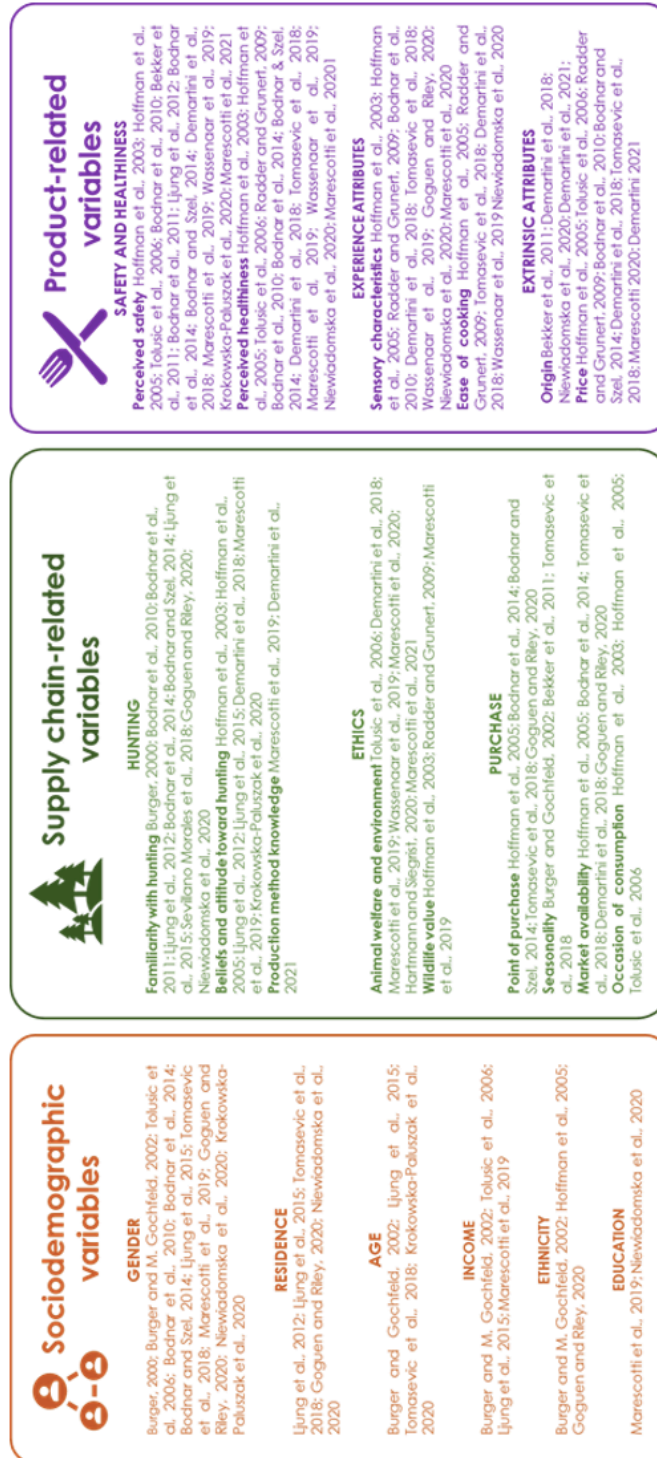 Sociodemographic
variables
GENDER
Burger, 2000; Burger and M. Gochfeld, 2002; Tolusic et
al, 2006; Bodnar et al., 2010; Bodnar et al., 2014;
Bodnar and Szel, 2014; Ljung et al., 2015; Tomasevic
et al., 2018; Marescotti et al., 2019; Goguen and
Riley, 2020; Niewiadomska et al., 2020; Krokowska-
Paluszak et al., 2020
RESIDENCE
Ljung et al., 2012; Ljung et al., 2015; Tomasevic et al.,
2018; Goguen and Riley, 2020; Niewiadomska et al.,
2020
AGE
Burger and Gochfeld, 2002; Ljung et al., 2015;
Tomasevic et al., 2018; Krokowska-Paluszak et al.,
2020
INCOME
Burger and M. Gochfeld, 2002; Tolusic et al., 2006;
Ljung et al., 2015; Marescotti et al., 2019
ETHNICITY
Burger and M. Gochfeld, 2002; Hoffman et al., 2005;
Goguen and Riley, 2020
EDUCATION
Marescotti et al., 2019; Niewiadomska et al., 2020
Supply chain-related
variables
HUNTING
Familiarity with hunting Burger, 2000; Bodnar et al., 2010; Bodnar et al.,
2011; Ljung et al., 2012; Bodnar et al., 2014; Bodnar and Szel, 2014; Ljung et
al., 2015; Sevillano Morales et al., 2018; Goguen and Riley, 2020;
Niewiadomska et al., 2020
Beliefs and attitude toward hunting Hoffman et al., 2003; Hoffman et al.,
2005; Ljung et al., 2012; Ljung et al., 2015; Demartini et al., 2018; Marescotti
et al., 2019; Krokowska-Paluszak et al., 2020
Production method knowledge Marescotti et al., 2019; Demartini et al.,
2021
ETHICS
Animal welfare and environment Tolusic et al., 2006; Demartini et al., 2018;
Marescotti et al., 2019; Wassenaar et al., 2019; Marescotti et al., 2020;
Hartmann and Siegrist, 2020; Marescotti et al., 2021
Wildlife value Hoffman et al., 2003; Radder and Grunert, 2009; Marescotti
et al., 2019
PURCHASE
Point of purchase Hoffman et al., 2005; Bodnar et al., 2014; Bodnar and
Szel, 2014; Tomasevic et al., 2018; Goguen and Riley, 2020
Seasonality Burger and Gochfeld, 2002; Bekker et al., 2011; Tomasevic et
al., 2018
Market availability Hoffman et al., 2005; Bodnar et al., 2014; Tomasevic et
al., 2018; Demartini et al., 2018; Goguen and Riley, 2020
Occasion of consumption Hoffman et al., 2003; Hoffman et al., 2005;
Tolusic et al., 2006
Product-related
variables
SAFETY AND HEALTHINESS
Perceived safety Hoffman et al., 2003; Hoffman et al.,
2005; Tolusic et al., 2006; Bodnar et al., 2010; Bekker et
al., 2011; Bodnar et al., 2011; Ljung et al., 2012; Bodnar
et al., 2014; Bodnar and Szel, 2014; Demartini et al.,
2018; Marescotti et al., 2019; Wassenaar et al., 2019;
Krokowska-Paluszak et al., 2020; Marescotti et al., 2021
Perceived healthiness Hoffman et al., 2003; Hoffman et
al., 2005; Tolusic et al., 2006; Radder and Grunert, 2009;
Bodnar et al., 2010; Bodnar et al., 2014; Bodnar & Szel,
2014; Demartini et al., 2018; Tomasevic et al., 2018;
Marescotti et al., 2019; Wassenaar et al., 2019;
Niewiadomska et al., 2020; Marescotti et al., 20201
EXPERIENCE ATTRIBUTES
Sensory characteristics Hoffman et al., 2003; Hoffman
et al., 2005; Radder and Grunert, 2009; Bodnar et al.,
2010; Demartini et al., 2018; Tomasevic et al., 2018;
Wassenaar et al., 2019; Goguen and Riley, 2020;
Niewiadomska et al., 2020; Marescotti et al., 2020
Ease of cooking Hoffman et al., 2005; Radder and
Grunert, 2009; Tomasevic et al., 2018; Demartini et al.,
2018; Wassenaar et al., 2019 Niewiadomska et al., 2020
EXTRINSIC ATTRIBUTES
Origin Bekker et al., 2011; Demartini et al., 2018;
Niewiadomska et al., 2020; Demartini et al., 2021;
Price Hoffman et al., 2005; Tolusic et al., 2006; Radder
and Grunert, 2009; Bodnar et al., 2010; Bodnar and
Szel, 2014; Demartini et al., 2018; Tomasevic et al.,
2018; Marescotti 2020; Demartini 2021